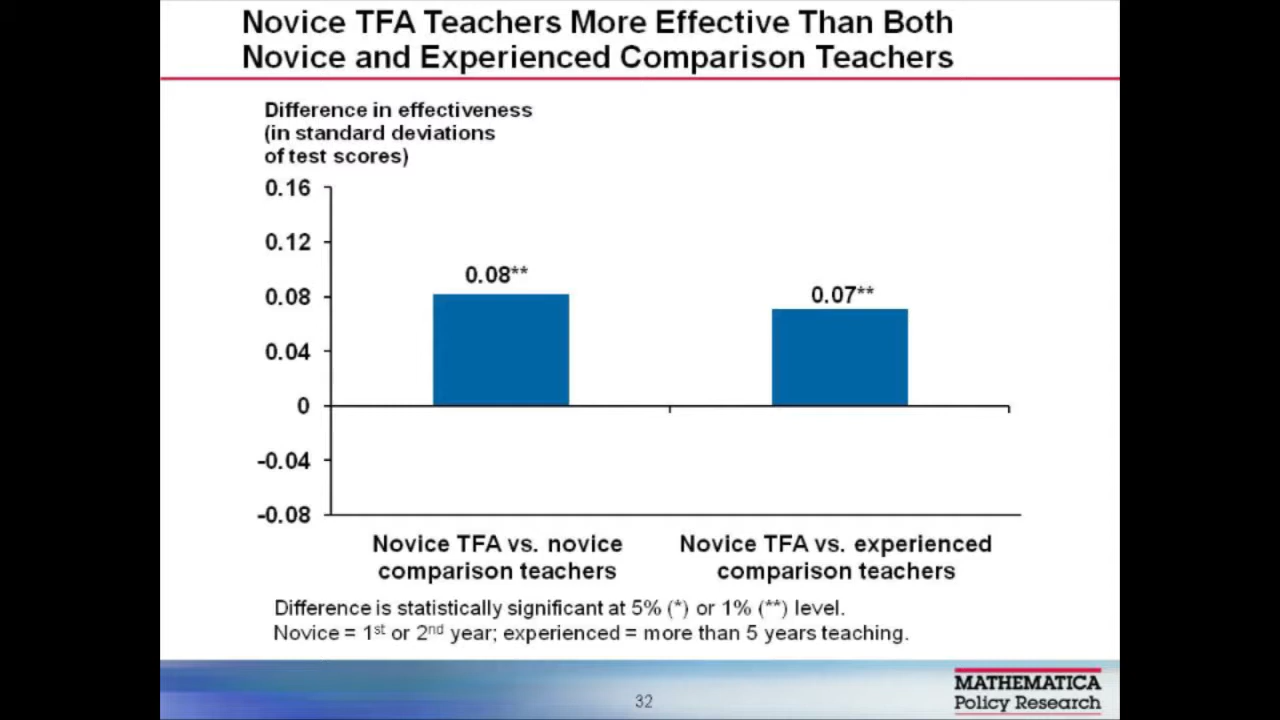 Novice TFA Teachers More Effective Than Both
Novice and Experienced Comparison Teachers
Difference in effectiveness
(in standard deviations
of test scores)
0.16
0.12
0.08
0.04
0
-0.04
-0.08
0.08**
0.07**
Novice TFA vs. novice
comparison teachers
Novice TFA vs. experienced
comparison teachers
Difference is statistically significant at 5% (*) or 1% (**) level.
Novice = 1st or 2nd year; experienced = more than 5 years teaching.
32
MATHEMATICA
Policy Research